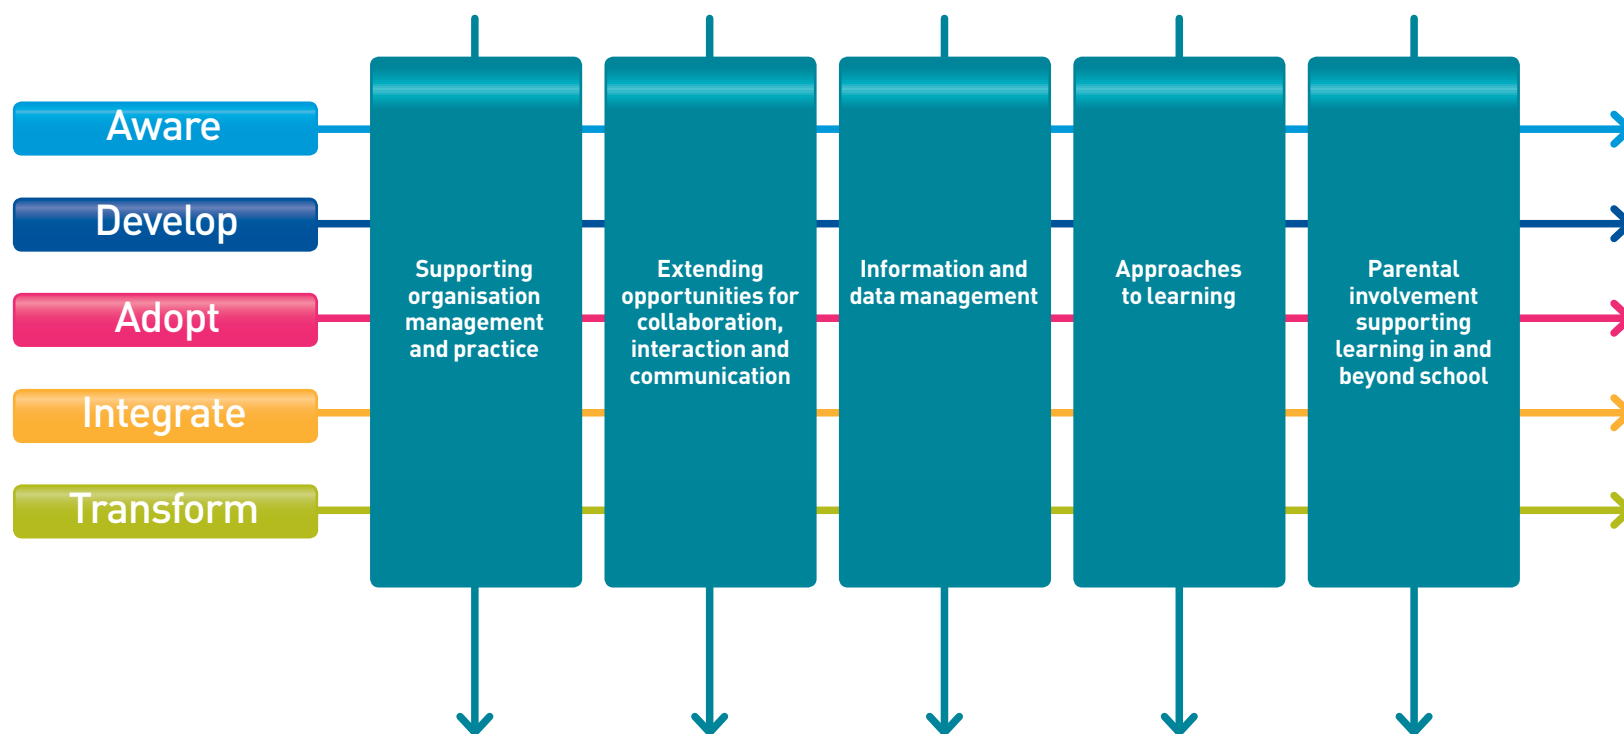 Aware
Develop
Adopt
Integrate
Transform
Supporting
organisation
management
and practice
Extending
opportunities for
collaboration,
interaction and
communication
Information and
data management
Approaches
to learning
Parental
involvement
supporting
learning in and
beyond school